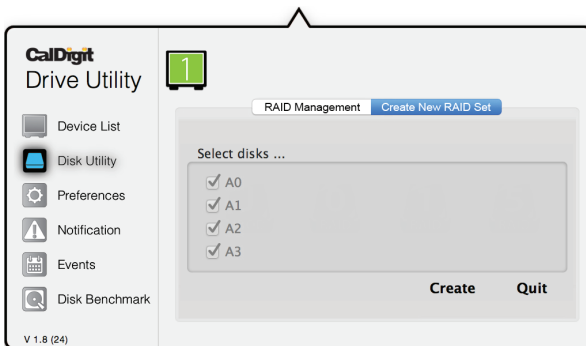 CalDigit
Drive Utility
1
Device List
Disk Utility
Preferences
Notification
Events
Disk Benchmark
V 1.8 (24)
RAID Management
Create New RAID Set
Select disks ...
A0
A1
A2
A3
Create
Quit